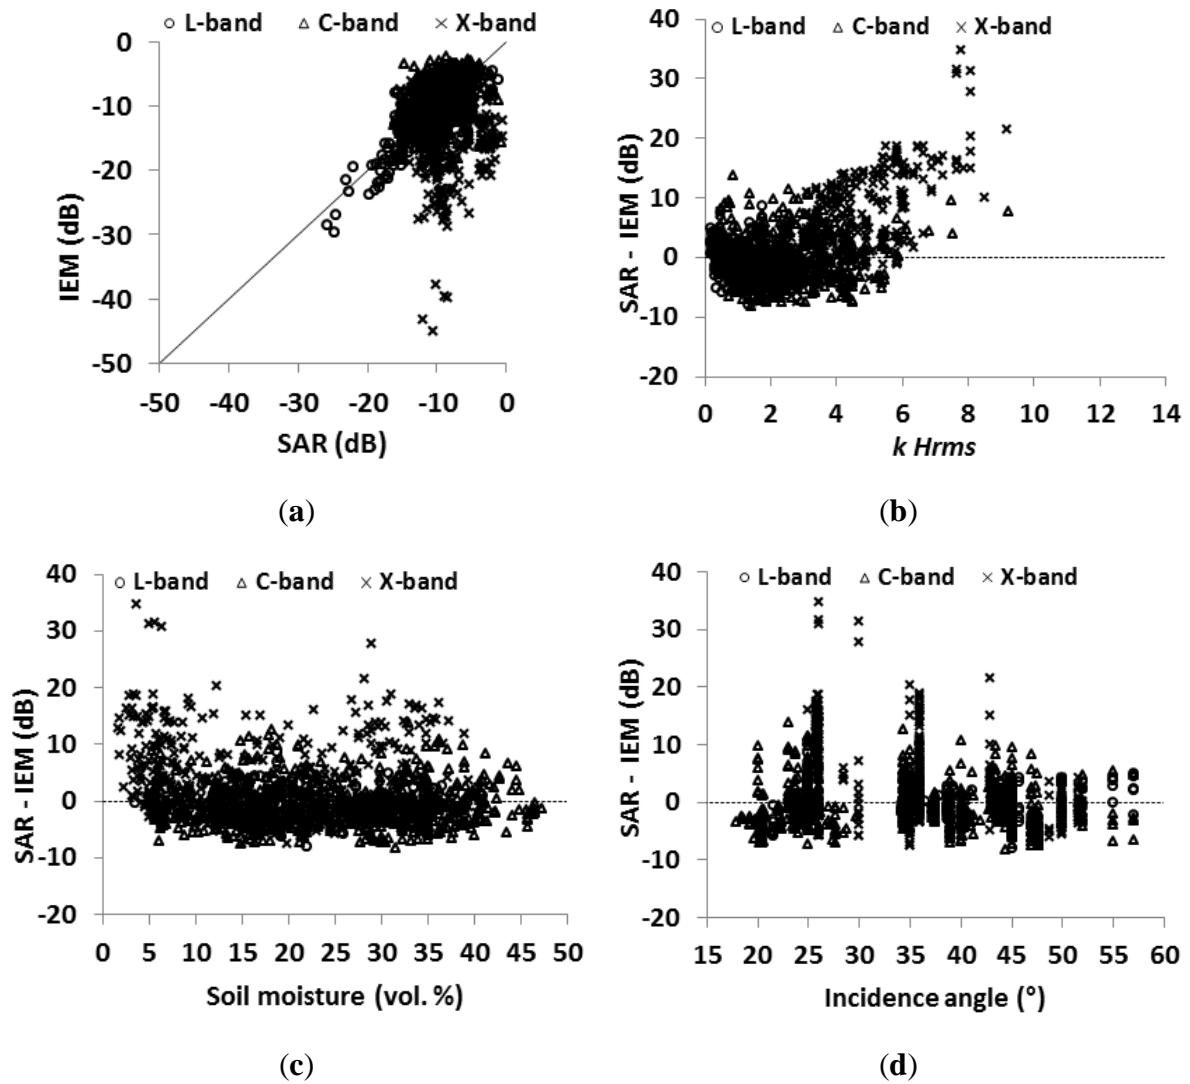 ○ L-band △ C-band × X-band
0
-10
-20
-30
-40
-50
IEM (dB)
-50 -40 -30 -20 -10 0
SAR (dB)
(a)
○ L-band △ C-band × X-band
40
30
20
10
0
-10
-20
SAR - IEM (dB)
0 2 4 6 8 10 12 14
k Hrms
(b)
○ L-band △ C-band × X-band
40
30
20
10
0
-10
-20
SAR - IEM (dB)
0 5 10 15 20 25 30 35 40 45 50
Soil moisture (vol. %)
(c)
○ L-band △ C-band × X-band
40
30
20
10
0
-10
-20
SAR - IEM (dB)
15 20 25 30 35 40 45 50 55 60
Incidence angle (°)
(d)